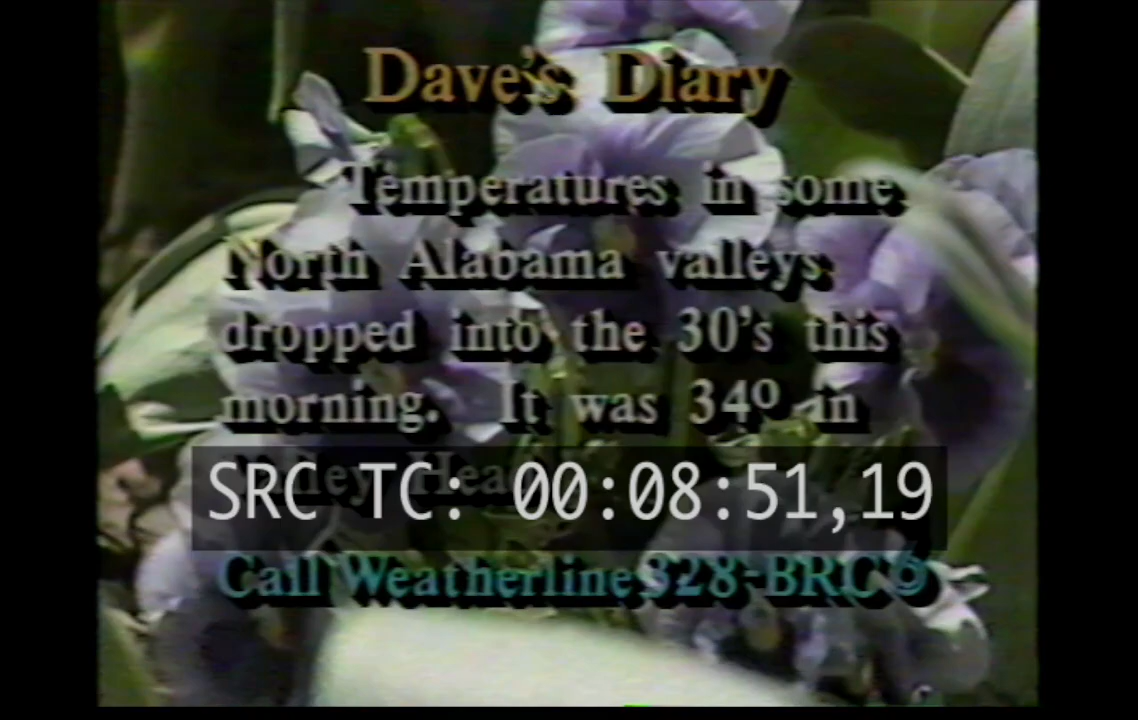 Dave's Diary
Temperatures in some
North Alabama valleys
dropped into the 30's this
morning. It was 34º in
SRC TC: 00:08:51,19
Call Weatherline 328-BRC6